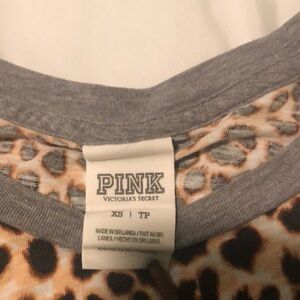 PINK
VICTORIA'S SECRET
XS | TP
MADE IN SRI LANKA / FAIT AU SRI
LANKA / HECHO EN SRI LANKA